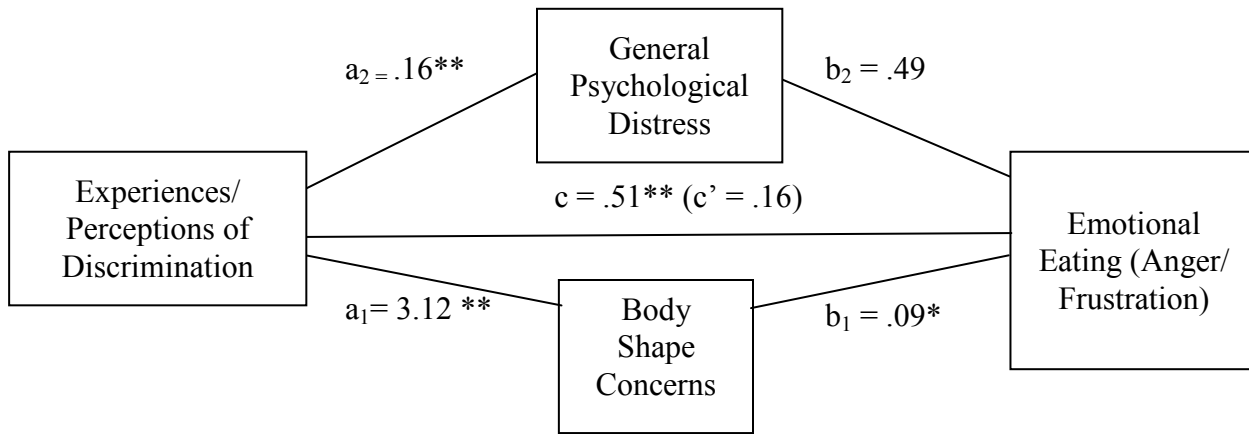 General
Psychological
Distress
a₂ = .16**
b₂ = .49
Experiences/
Perceptions of
Discrimination
c = .51** (c’ = .16)
Emotional
Eating (Anger/
Frustration)
a₁= 3.12 **
Body
Shape
Concerns
b₁ = .09*